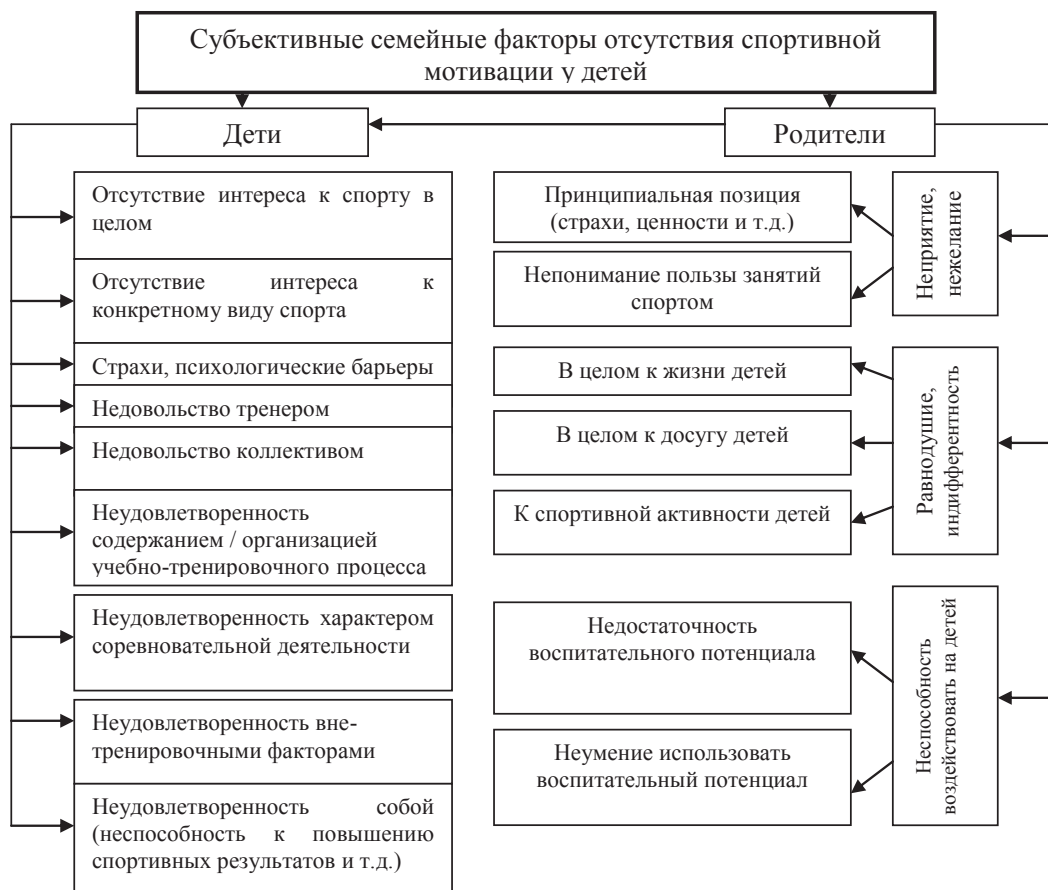 Субъективные семейные факторы отсутствия спортивной
мотивации у детей
Дети
Родители
Отсутствие интереса к спорту в
целом
Отсутствие интереса к
конкретному виду спорта
Страхи, психологические барьеры
Недовольство тренером
Недовольство коллективом
Неудовлетворенность
содержанием / организацией
учебно-тренировочного процесса
Неудовлетворенность характером
соревновательной деятельности
Неудовлетворенность вне-
тренировочными факторами
Неудовлетворенность собой
(неспособность к повышению
спортивных результатов и т.д.)
Принципиальная позиция
(страхи, ценности и т.д.)
Непонимание пользы занятий
спортом
Неприятие,
нежелание
В целом к жизни детей
В целом к досугу детей
К спортивной активности детей
Равнодушие,
индифферентность
Недостаточность
воспитательного потенциала
Неумение использовать
воспитательный потенциал
Неспособность
воздействовать на детей